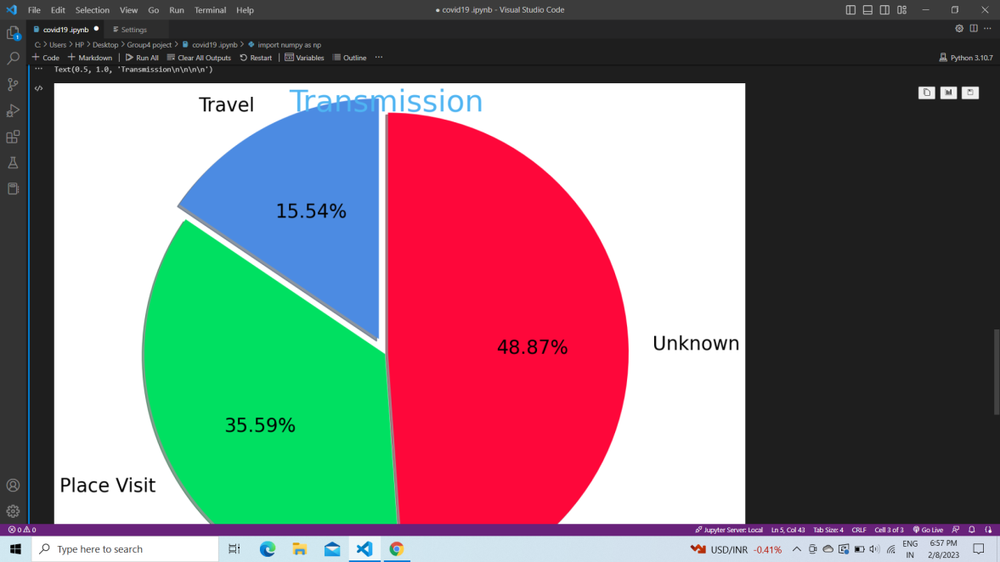 File Edit Selection View Go Run Terminal Help
● covid19 .ipynb - Visual Studio Code
covid19 .ipynb ●
Settings
C: > Users > HP > Desktop > Group4 poject > covid19 .ipynb > import numpy as np
+ Code + Markdown | Run All Clear All Outputs Restart | Variables Outline ···
Python 3.10.7
Text(0.5, 1.0, 'Transmission\n\n\n\n')
Transmission
Travel
15.54%
48.87%
Unknown
35.59%
Place Visit
1
0 0
Jupyter Server: Local Ln 5, Col 43 Tab Size: 4 CRLF Cell 3 of 3 Go Live
Type here to search
USD/INR -0.41%
ENG
IN
6:57 PM
2/8/2023